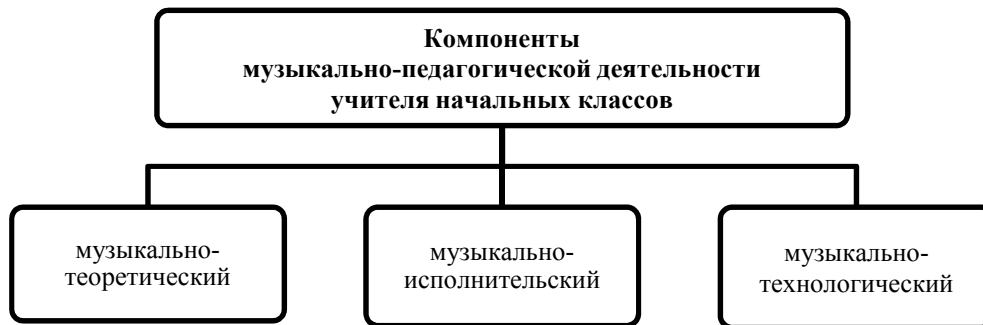 Компоненты
музыкально-педагогической деятельности
учителя начальных классов
музыкально-
теоретический
музыкально-
исполнительский
музыкально-
технологический